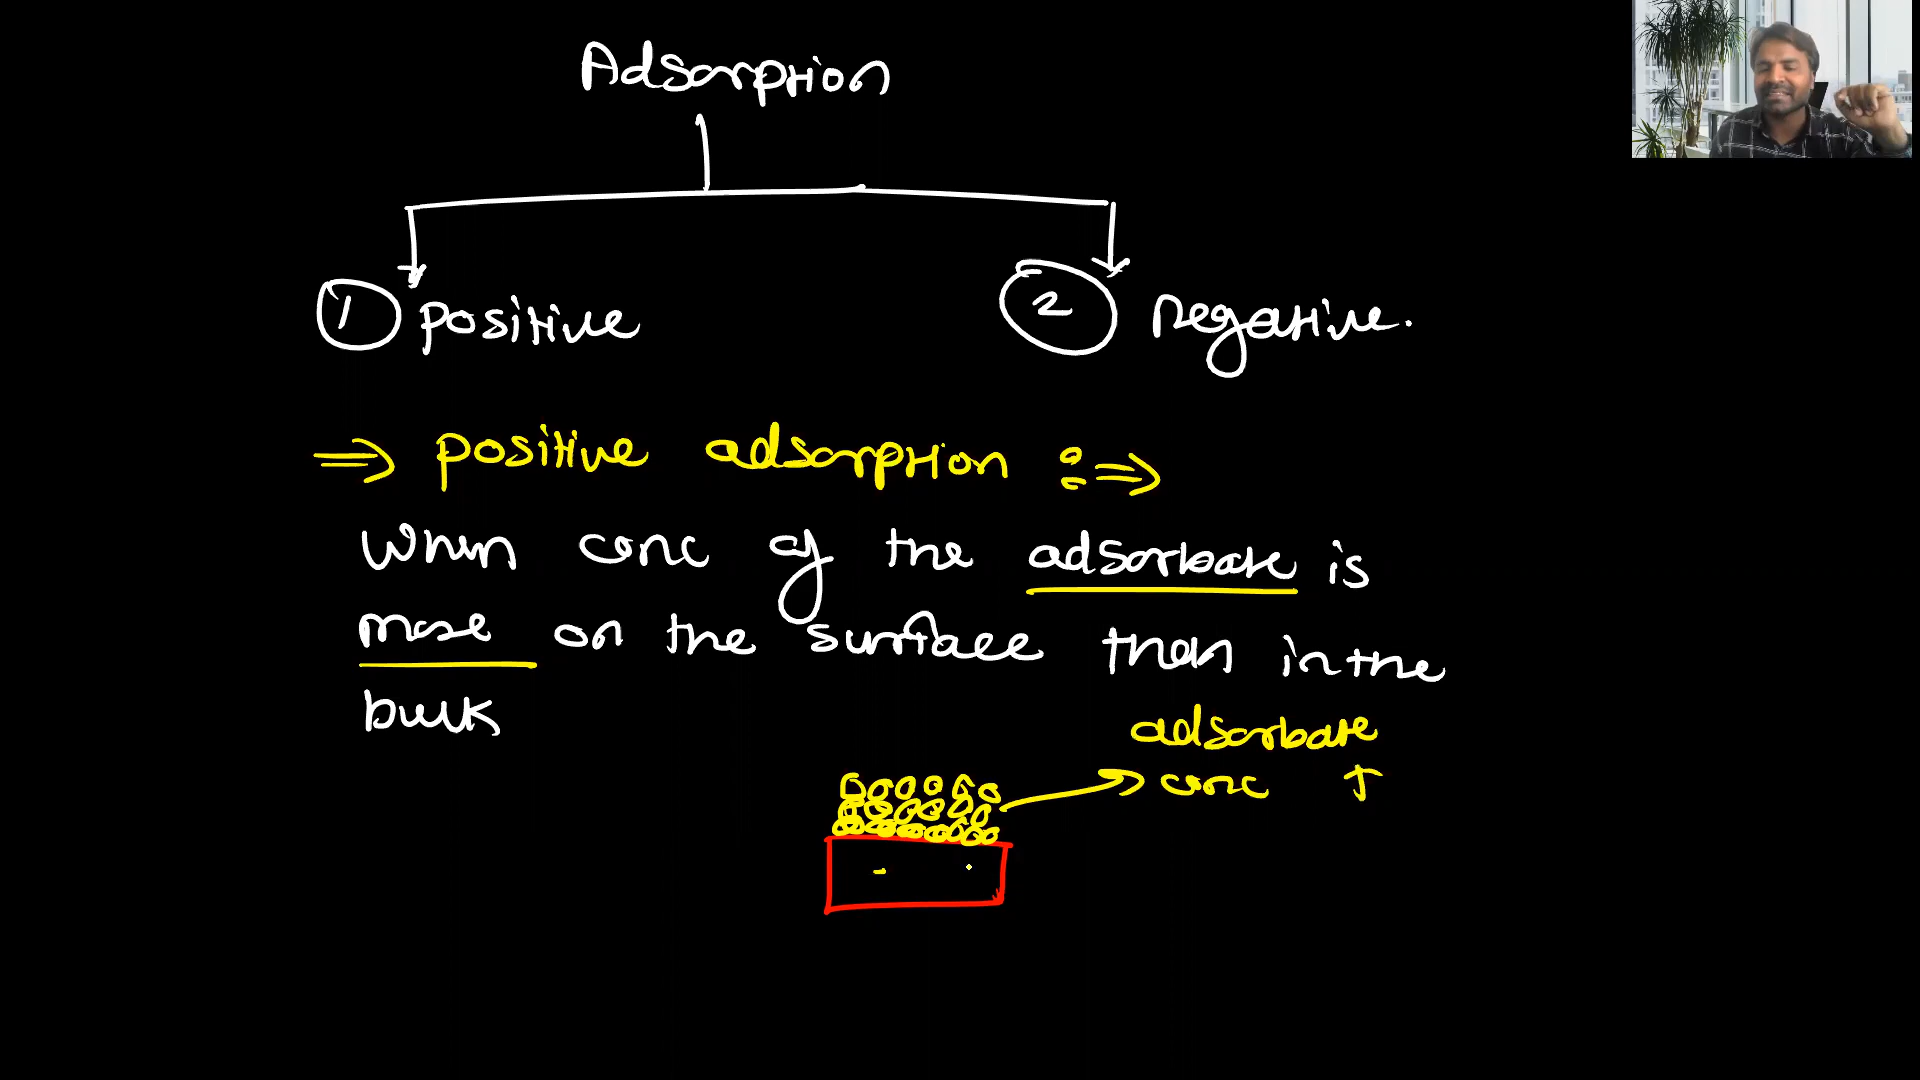 Adsorption
1 positive
2 negative.
⇒ positive adsorption :⇒
When conc of the adsorbate is
more on the surface than in the
bulk
adsorbate
conc ↑